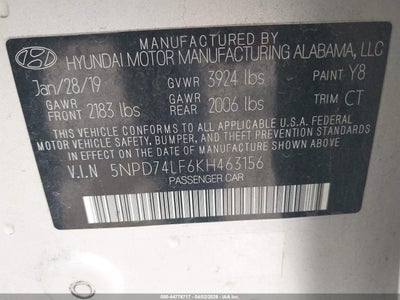 MANUFACTURED BY
HYUNDAI MOTOR MANUFACTURING ALABAMA, LLC
Jan/28/19 GVWR 3924 lbs PAINT Y8
GAWR FRONT 2183 lbs GAWR REAR 2006 lbs TRIM CT
THIS VEHICLE CONFORMS TO ALL APPLICABLE U.S.A. FEDERAL
MOTOR VEHICLE SAFETY, BUMPER, AND THEFT PREVENTION
STANDARDS IN EFFECT ON THE DATE OF MANUFACTURE SHOWN ABOVE.
V.I.N 5NPD74LF6KH463156
PASSENGER CAR